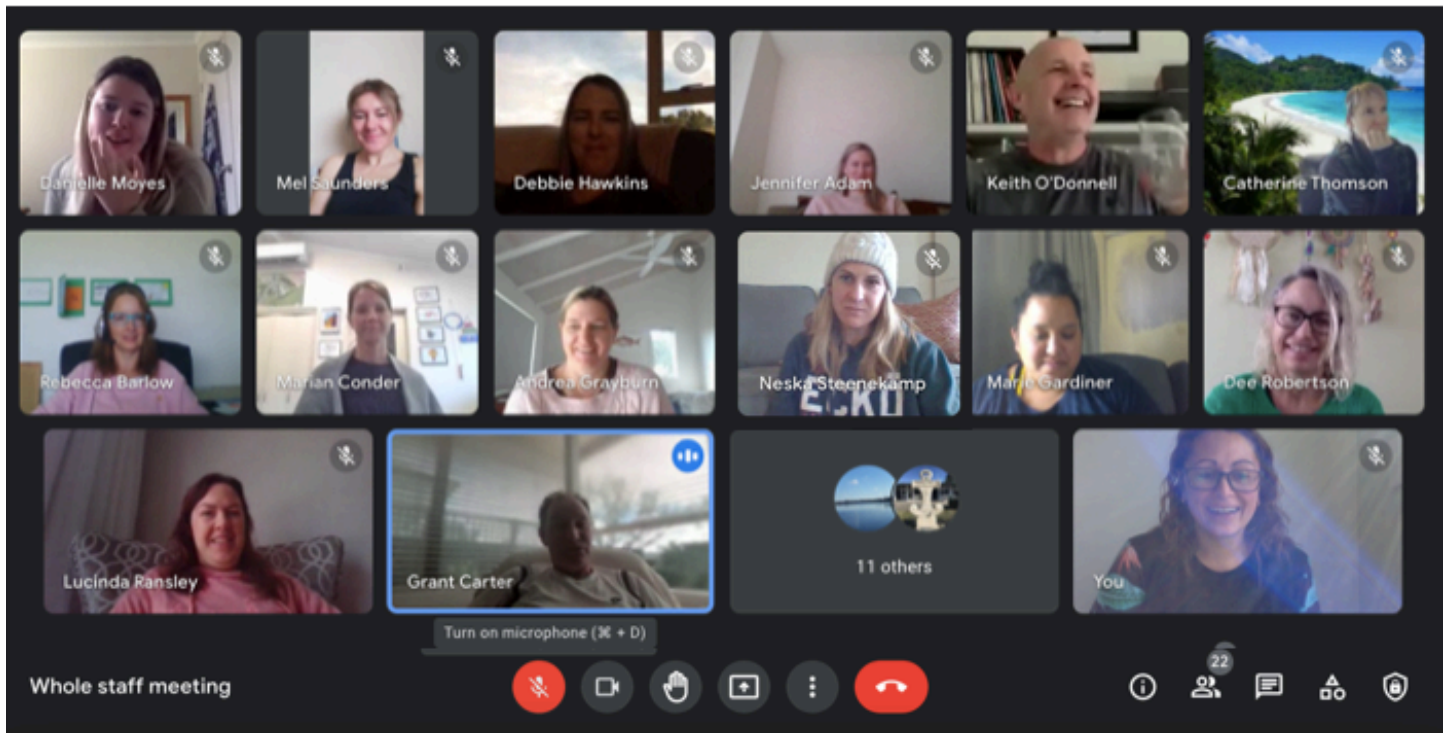 Danielle Moyes
Mel Saunders
Debbie Hawkins
Jennifer Adam
Keith O'Donnell
Catherine Thomson
Rebecca Barlow
Marian Conder
Andrea Grayburn
Neska Steenekamp
ECKO
Marie Gardiner
Dee Robertson
Lucinda Ransley
Grant Carter
11 others
You
Turn on microphone (⌘ + D)
Whole staff meeting
22